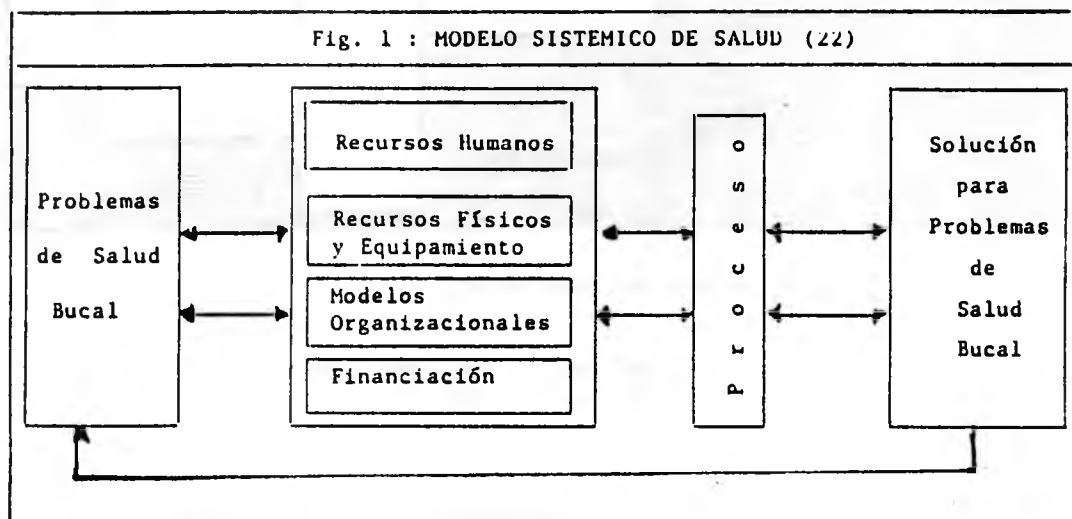 Fig. 1 : MODELO SISTEMICO DE SALUD (22)
Problemas
de Salud
Bucal
Recursos Humanos
Recursos Físicos
y Equipamiento
Modelos
Organizacionales
Financiación
Proceso
Solución
para
Problemas
de
Salud
Bucal